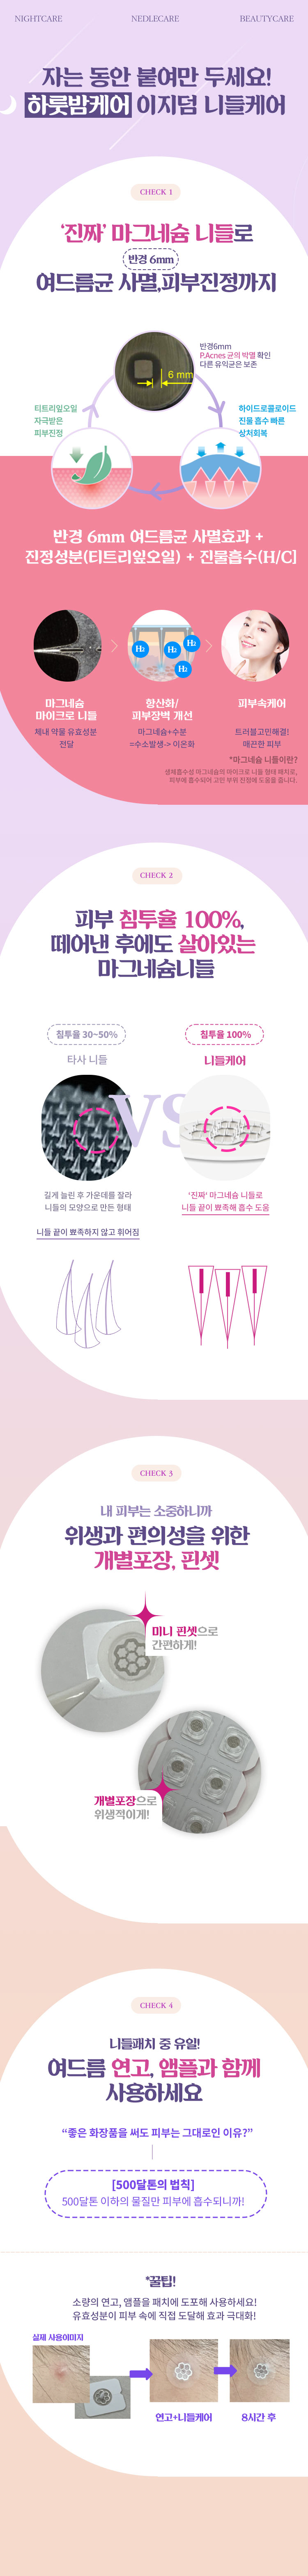 NIGHTCARE NEDLECARE BEAUTYCARE
자는 동안 붙여만 두세요!
하룻밤케어 이지덤 니들케어
CHECK 1
'진짜' 마그네슘 니들로
반경 6mm
여드름균 사멸,피부진정까지
반경6mm
P.Acnes 균의 박멸 확인
다른 유익균은 보존
6 mm
티트리잎오일
자극받은
피부진정
하이드로콜로이드
진물 흡수 빠른
상처회복
반경 6mm 여드름균 사멸효과 +
진정성분(티트리잎오일) + 진물흡수(H/C]
H₂
H₂
H₂
H₂
마그네슘
마이크로 니들
체내 약물 유효성분
전달
항산화/
피부장벽 개선
마그네슘+수분
=수소발생-> 이온화
피부속케어
트러블고민해결!
매끈한 피부
*마그네슘 니들이란?
생체흡수성 마그네슘의 마이크로 니들 형태 패치로,
피부에 흡수되어 고민 부위 진정에 도움을 줍니다.
CHECK 2
피부 침투율 100%,
떼어낸 후에도 살아있는
마그네슘니들
침투율 30~50%
타사 니들
침투율 100%
니들케어
VS
길게 늘린 후 가운데를 잘라
니들의 모양으로 만든 형태
니들 끝이 뾰족하지 않고 휘어짐
'진짜' 마그네슘 니들로
니들 끝이 뾰족해 흡수 도움
CHECK 3
내 피부는 소중하니까
위생과 편의성을 위한
개별포장, 핀셋
미니 핀셋으로
간편하게!
개별포장으로
위생적이게!
CHECK 4
니들패치 중 유일!
여드름 연고, 앰플과 함께
사용하세요
“좋은 화장품을 써도 피부는 그대로인 이유?”
[500달톤의 법칙]
500달톤 이하의 물질만 피부에 흡수되니까!
*꿀팁!
소량의 연고, 앰플을 패치에 도포해 사용하세요!
유효성분이 피부 속에 직접 도달해 효과 극대화!
실제 사용이미지
연고+니들케어
8시간 후